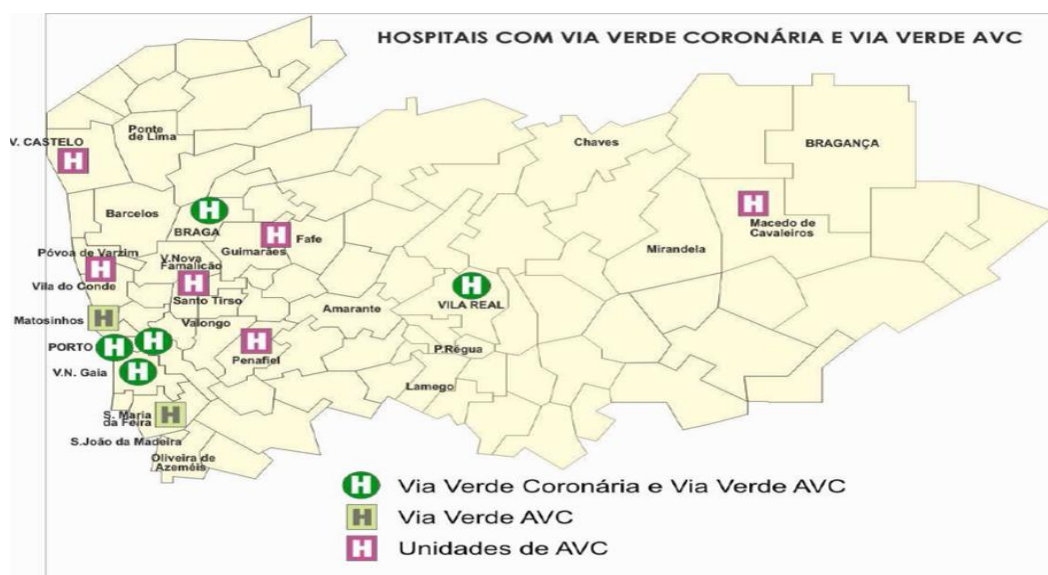 HOSPITAIS COM VIA VERDE CORONÁRIA E VIA VERDE AVC
Ponte
de Lima
V. CASTELO
H
Chaves
BRAGANÇA
Barcelos
H
BRAGA
H
Fafe
Guimarães
H
Macedo de
Cavaleiros
Mirandela
Póvoa de Varzim
H
Vila do Conde
V.Nova
Famalicão
H
Santo Tirso
H
VILA REAL
Matosinhos
H
Valongo
Amarante
PORTO
H
H
H
Penafiel
P.Régua
V.N. Gaia
H
Lamego
S. Maria
da Feira
H
S.João da Madeira
Oliveira de
Azeméis
H Via Verde Coronária e Via Verde AVC
H Via Verde AVC
H Unidades de AVC